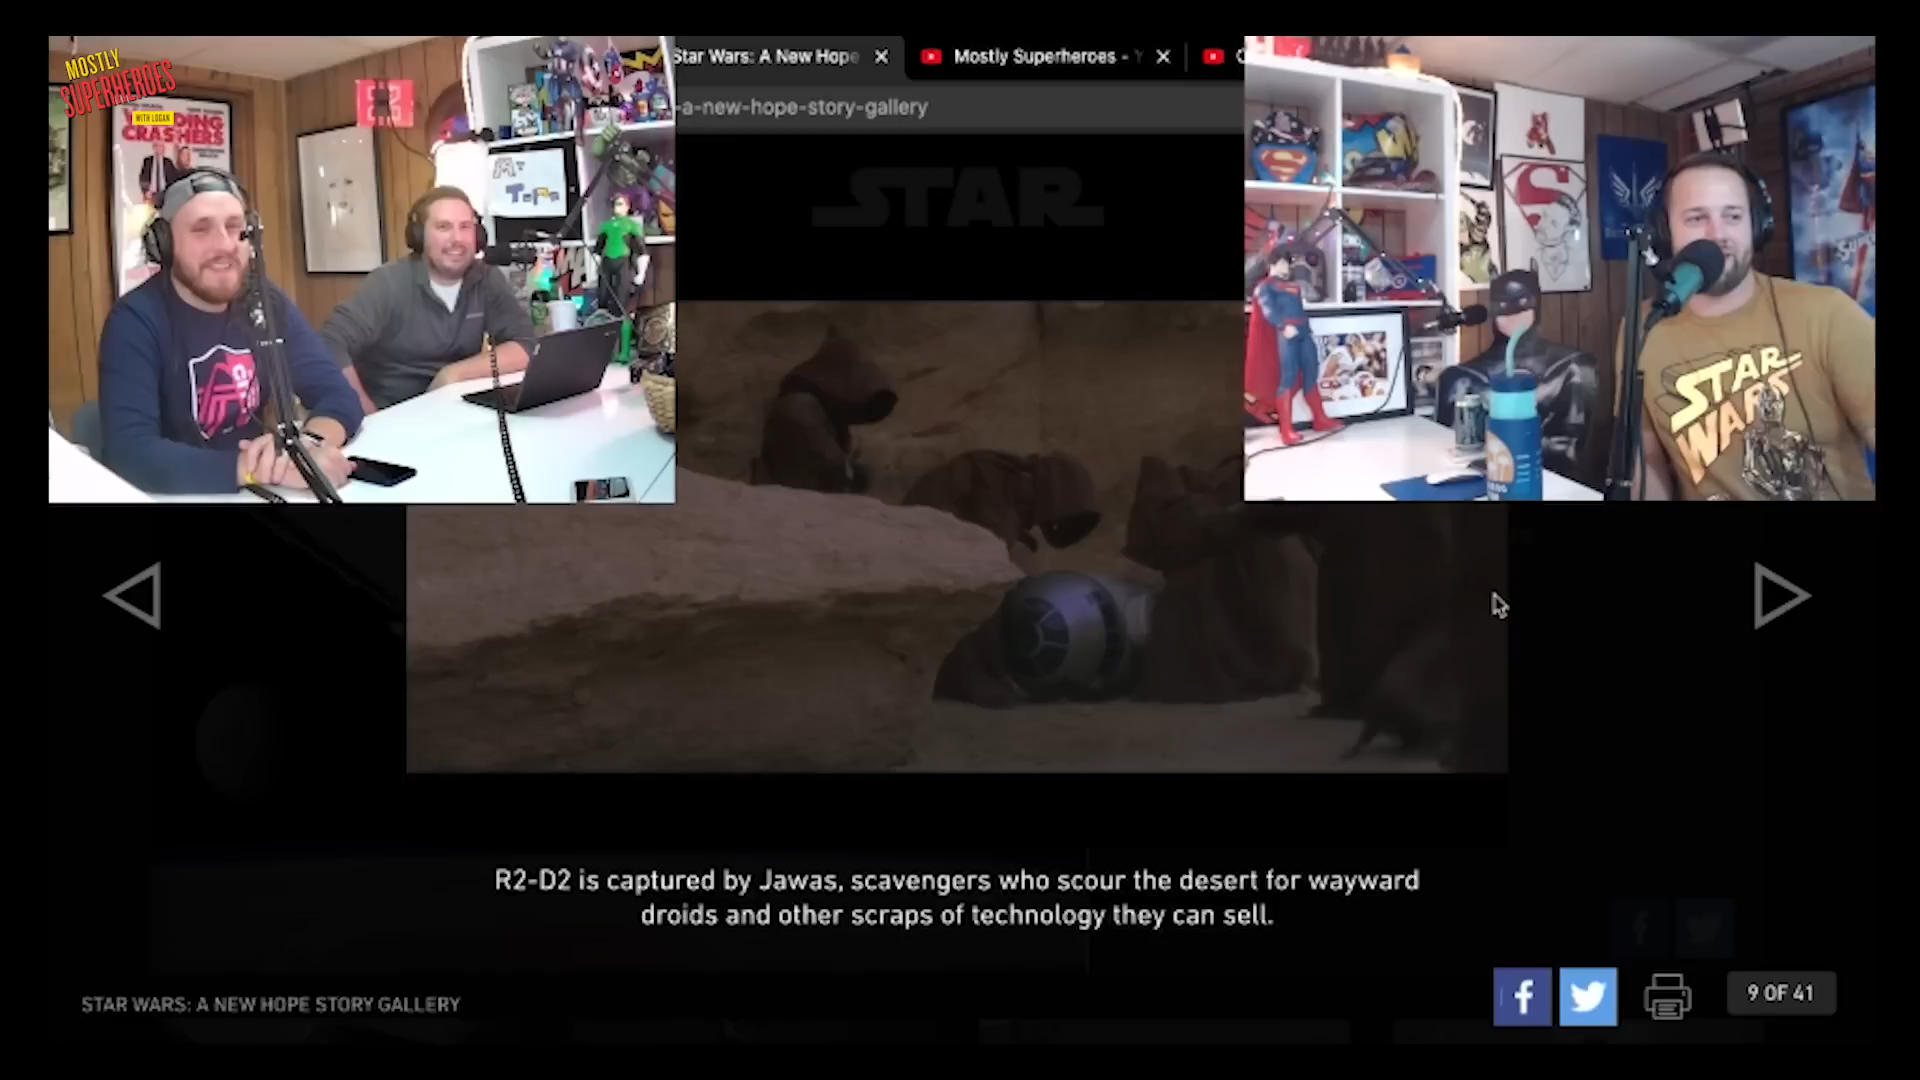 MOSTLY
SUPERHEROES
WITH LOGAN
DING
CRASHERS
Star Wars: A New Hope
Mostly Superheroes -
-a-new-hope-story-gallery
STAR
STAR
WARS
R2-D2 is captured by Jawas, scavengers who scour the desert for wayward
droids and other scraps of technology they can sell.
STAR WARS: A NEW HOPE STORY GALLERY
9 OF 41